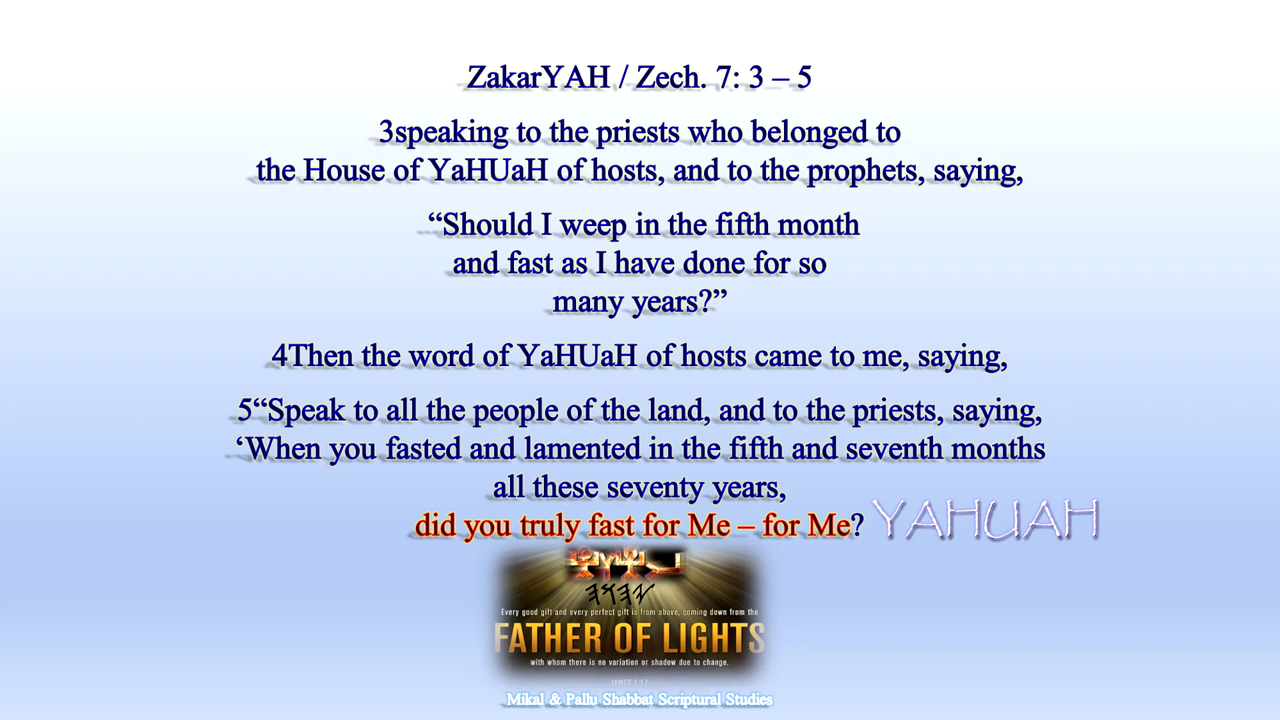 ZakarYAH / Zech. 7: 3 – 5
3speaking to the priests who belonged to
the House of YaHUaH of hosts, and to the prophets, saying,
“Should I weep in the fifth month
and fast as I have done for so
many years?”
4Then the word of YaHUaH of hosts came to me, saying,
5“Speak to all the people of the land, and to the priests, saying,
‘When you fasted and lamented in the fifth and seventh months
all these seventy years,
did you truly fast for Me – for Me?
YAHUAH
Every good gift and every perfect gift is from above, coming down from the
FATHER OF LIGHTS
with whom there is no variation or shadow due to change.
JAMES 1:17
Mikal & Pallu Shabbat Scriptural Studies